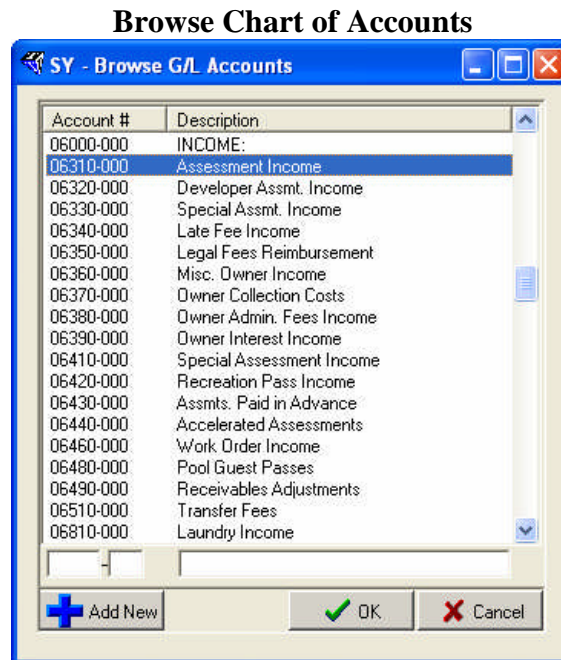 Browse Chart of Accounts
SY - Browse G/L Accounts
Account # Description
06000-000 INCOME:
06310-000 Assessment Income
06320-000 Developer Assmt. Income
06330-000 Special Assmt. Income
06340-000 Late Fee Income
06350-000 Legal Fees Reimbursement
06360-000 Misc. Owner Income
06370-000 Owner Collection Costs
06380-000 Owner Admin. Fees Income
06390-000 Owner Interest Income
06410-000 Special Assessment Income
06420-000 Recreation Pass Income
06430-000 Assmts. Paid in Advance
06440-000 Accelerated Assessments
06460-000 Work Order Income
06480-000 Pool Guest Passes
06490-000 Receivables Adjustments
06510-000 Transfer Fees
06810-000 Laundry Income
-
Add New OK Cancel